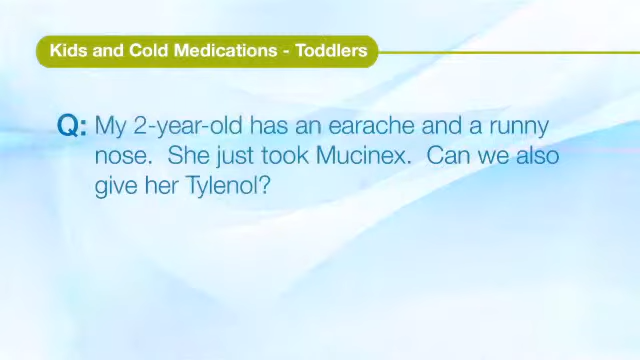 Kids and Cold Medications - Toddlers
Q: My 2-year-old has an earache and a runny
nose.  She just took Mucinex.  Can we also
give her Tylenol?